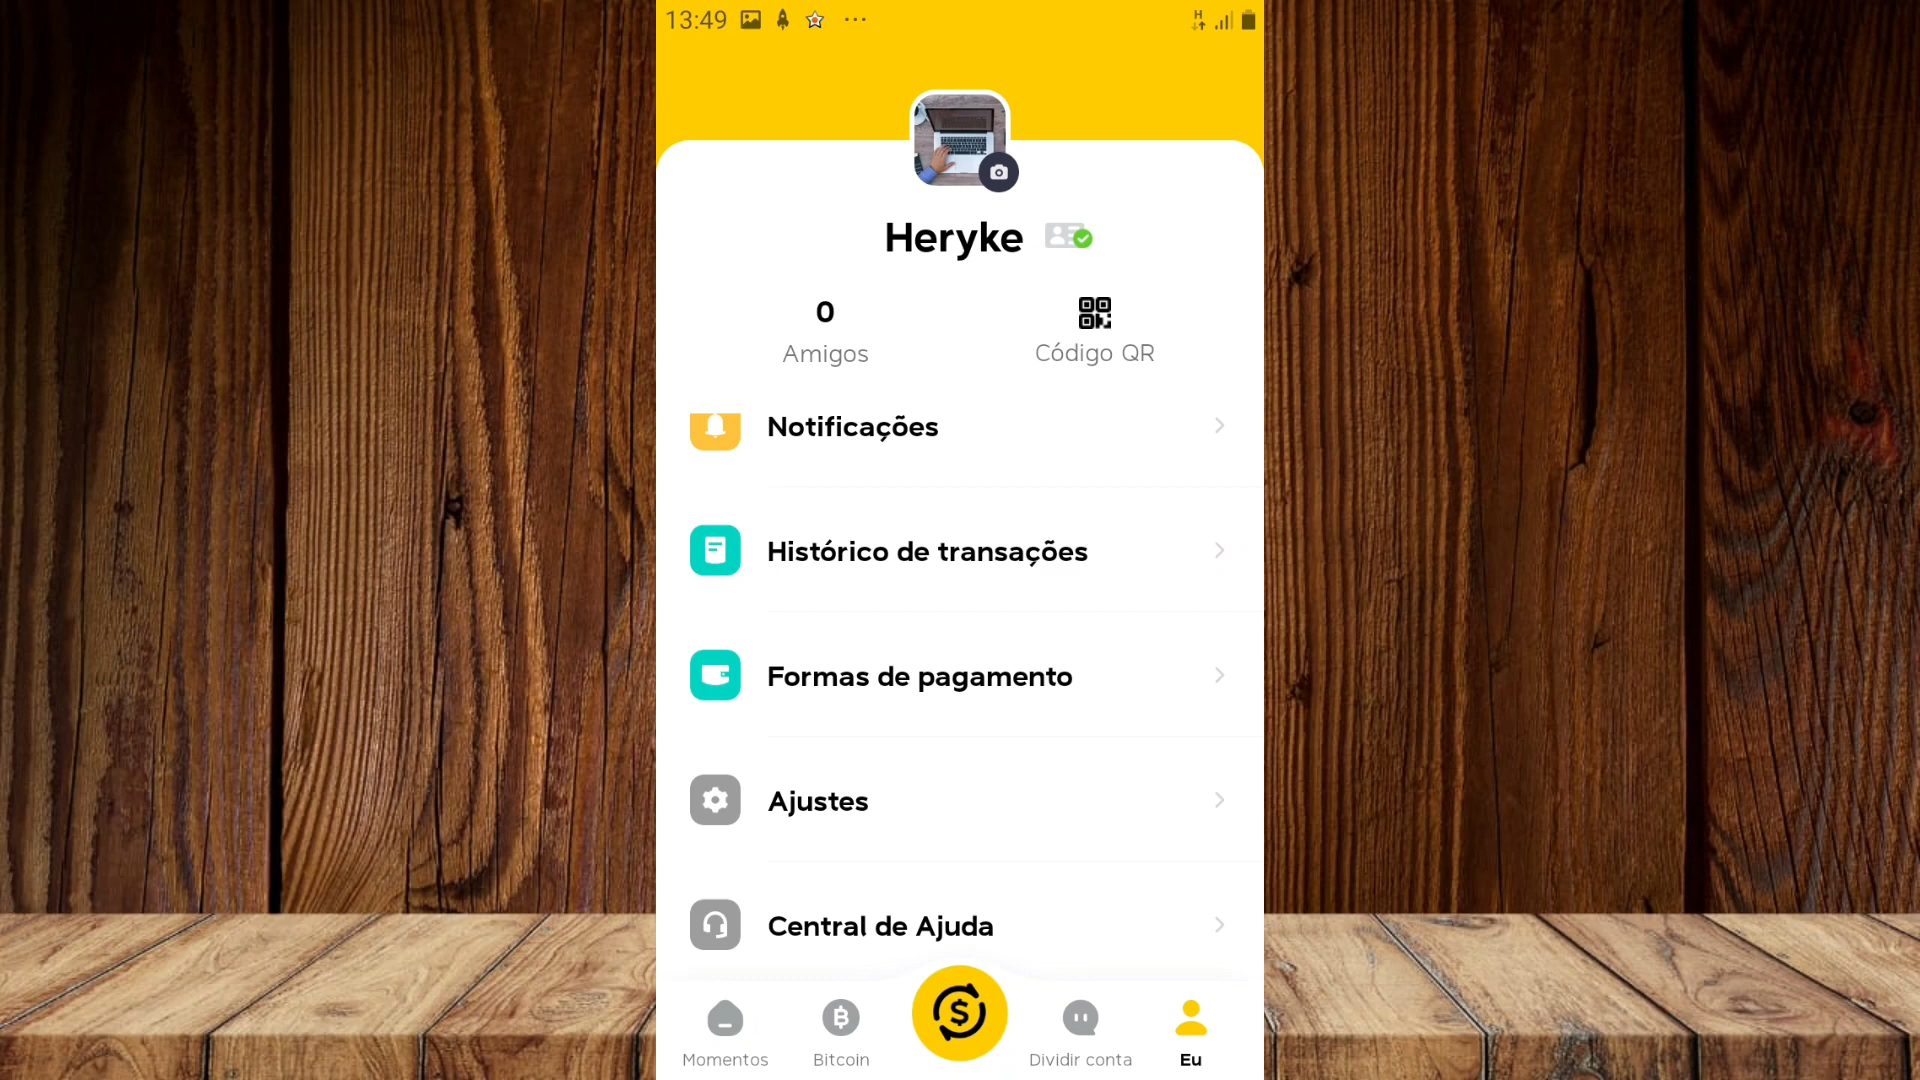 13:49
H
Heryke
0
Amigos
Código QR
Notificações
Histórico de transações
Formas de pagamento
Ajustes
Central de Ajuda
Momentos
Bitcoin
Dividir conta
Eu